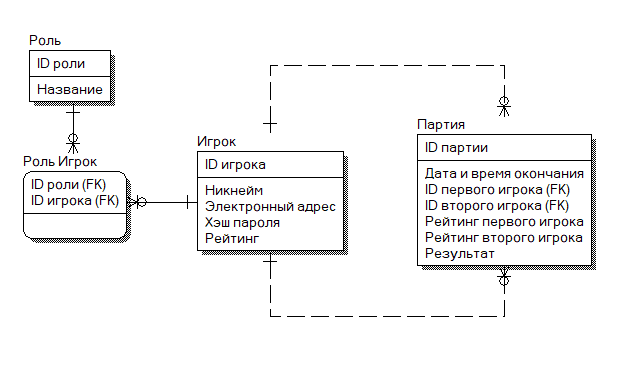 Роль
ID роли
Название
Роль Игрок
ID роли (FK)
ID игрока (FK)
Игрок
ID игрока
Никнейм
Электронный адрес
Хэш пароля
Рейтинг
Партия
ID партии
Дата и время окончания
ID первого игрока (FK)
ID второго игрока (FK)
Рейтинг первого игрока
Рейтинг второго игрока
Результат